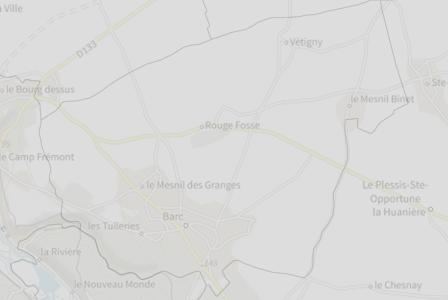 Ville
D133
Vétigny
le Bourg dessus
Ste-
le Mesnil Binet
Rouge Fosse
le Camp Frémont
le Mesnil des Granges
Le Plessis-Ste-
Opportune
la Huanière
Barc
les Tuileries
la Rivière
le Nouveau Monde
le Chesnay